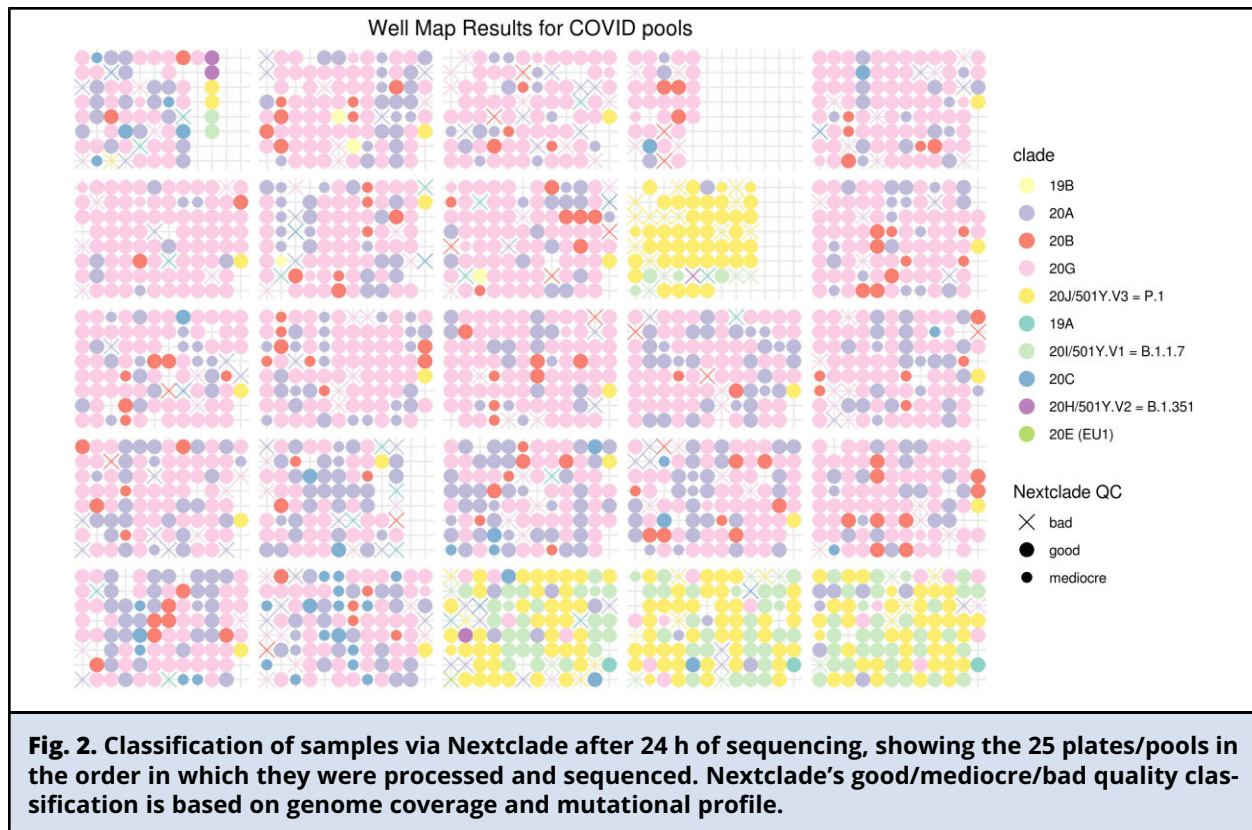 Well Map Results for COVID pools
clade
19B
20A
20B
20G
20J/501Y.V3 = P.1
19A
20I/501Y.V1 = B.1.1.7
20C
20H/501Y.V2 = B.1.351
20E (EU1)
Nextclade QC
bad
good
mediocre
Fig. 2. Classification of samples via Nextclade after 24 h of sequencing, showing the 25 plates/pools in
the order in which they were processed and sequenced. Nextclade’s good/mediocre/bad quality clas-
sification is based on genome coverage and mutational profile.